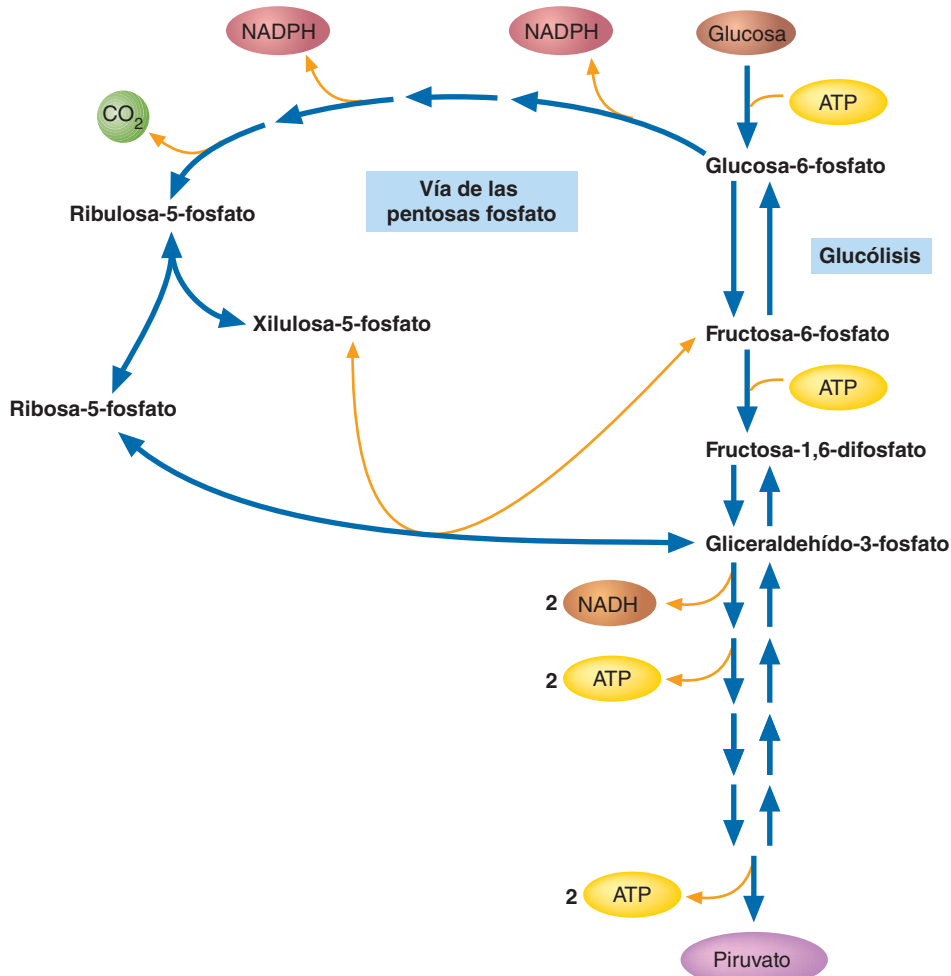 NADPH
NADPH
Glucosa
ATP
CO2
Glucosa-6-fosfato
Vía de las
pentosas fosfato
Ribulosa-5-fosfato
Glucólisis
Xilulosa-5-fosfato
Fructosa-6-fosfato
ATP
Ribosa-5-fosfato
Fructosa-1,6-difosfato
Gliceraldehído-3-fosfato
2 NADH
2 ATP
2 ATP
Piruvato